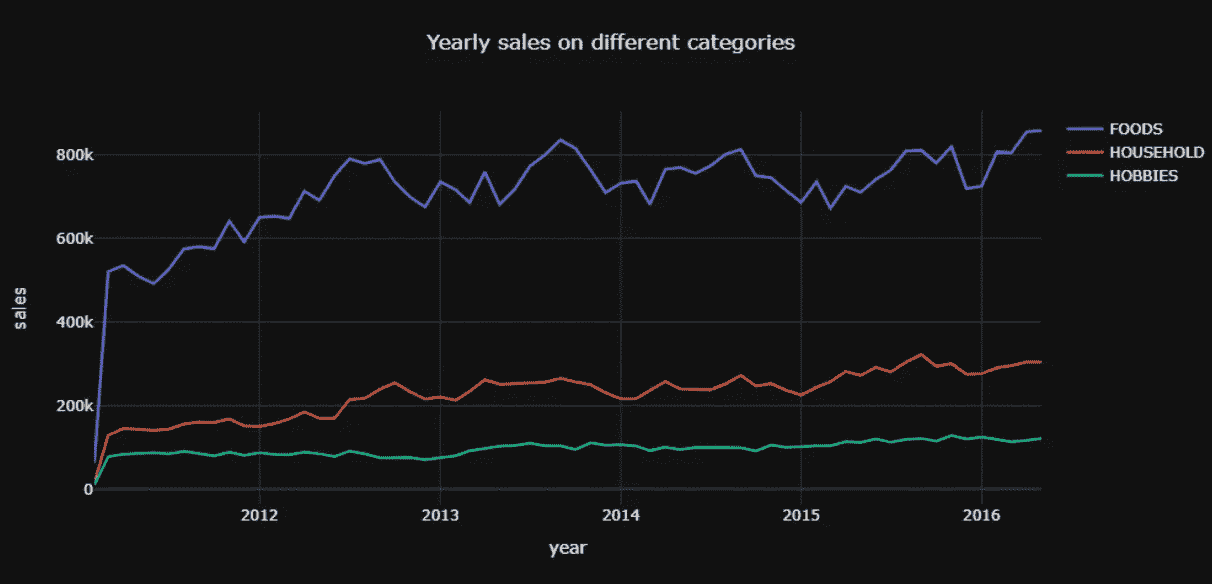 Yearly sales on different categories
FOODS
HOUSEHOLD
HOBBIES
800k
600k
400k
200k
0
sales
2012 2013 2014 2015 2016
year